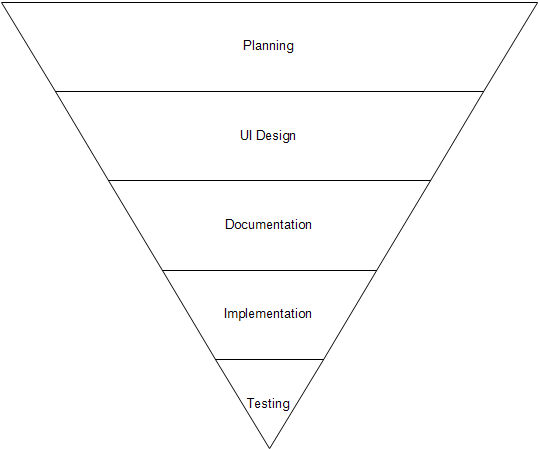 Planning
UI Design
Documentation
Implementation
Testing